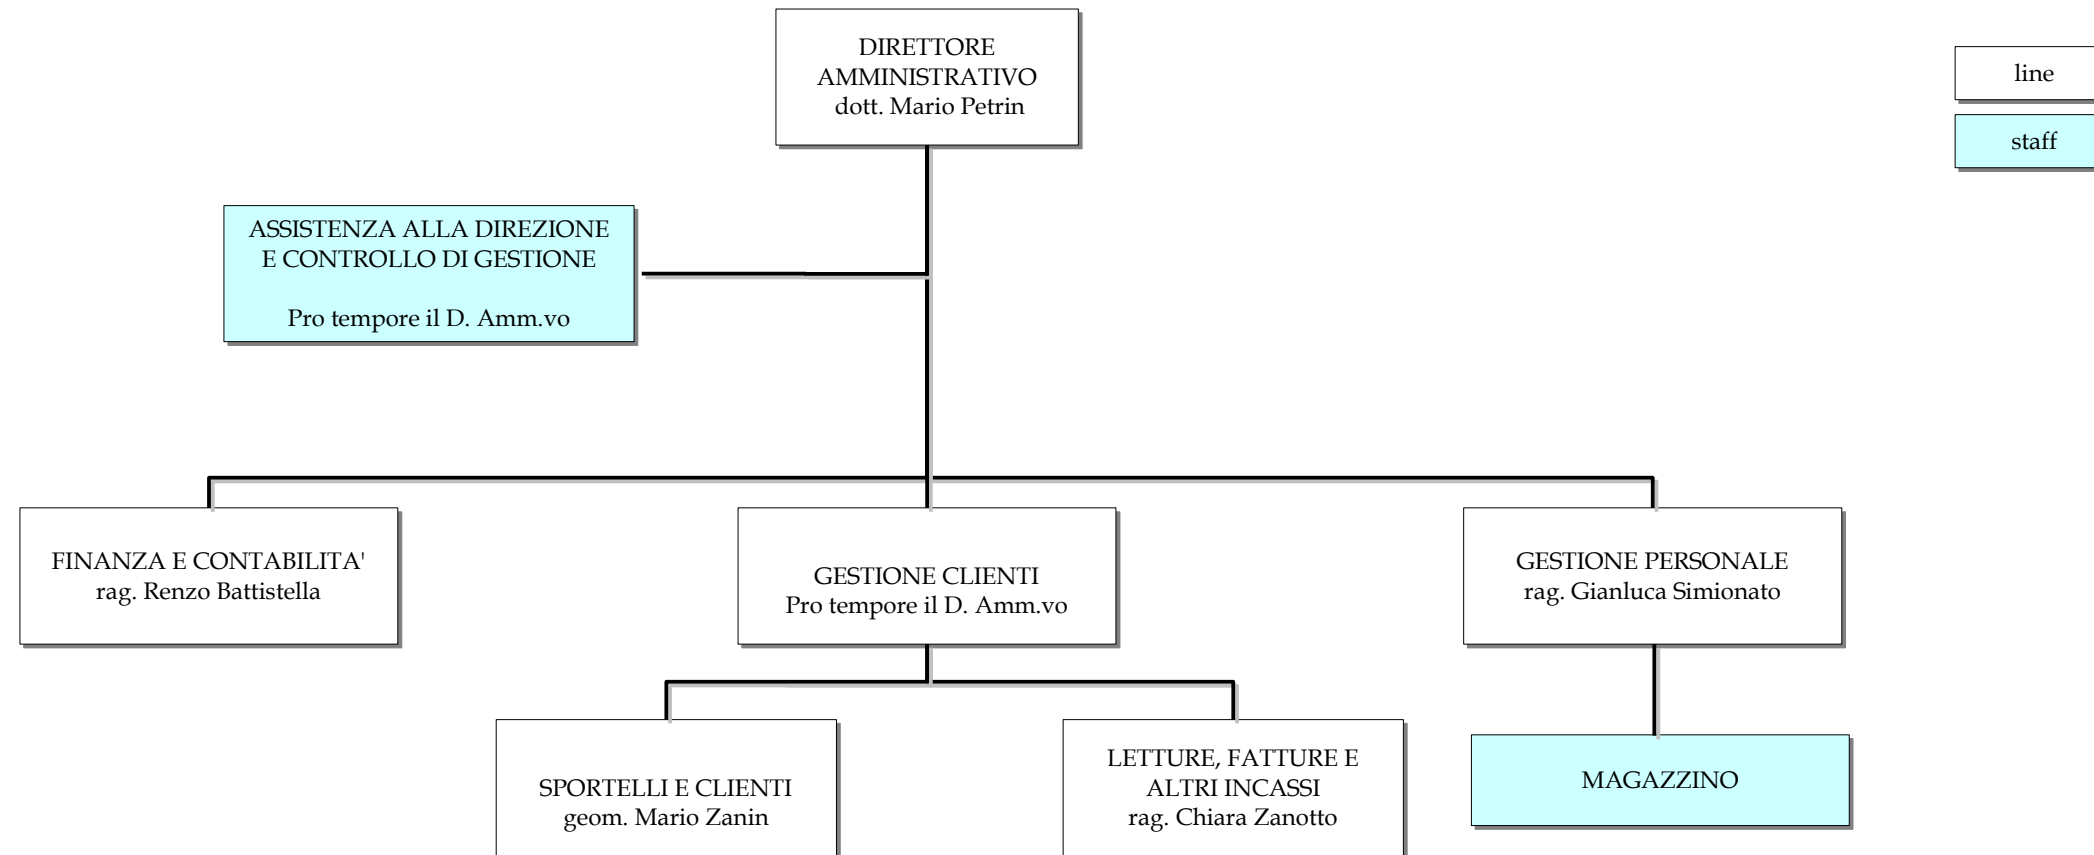 DIRETTORE
AMMINISTRATIVO
dott. Mario Petrin
line
staff
ASSISTENZA ALLA DIREZIONE
E CONTROLLO DI GESTIONE
Pro tempore il D. Amm.vo
FINANZA E CONTABILITA'
rag. Renzo Battistella
GESTIONE CLIENTI
Pro tempore il D. Amm.vo
GESTIONE PERSONALE
rag. Gianluca Simionato
SPORTELLI E CLIENTI
geom. Mario Zanin
LETTURE, FATTURE E
ALTRI INCASSI
rag. Chiara Zanotto
MAGAZZINO